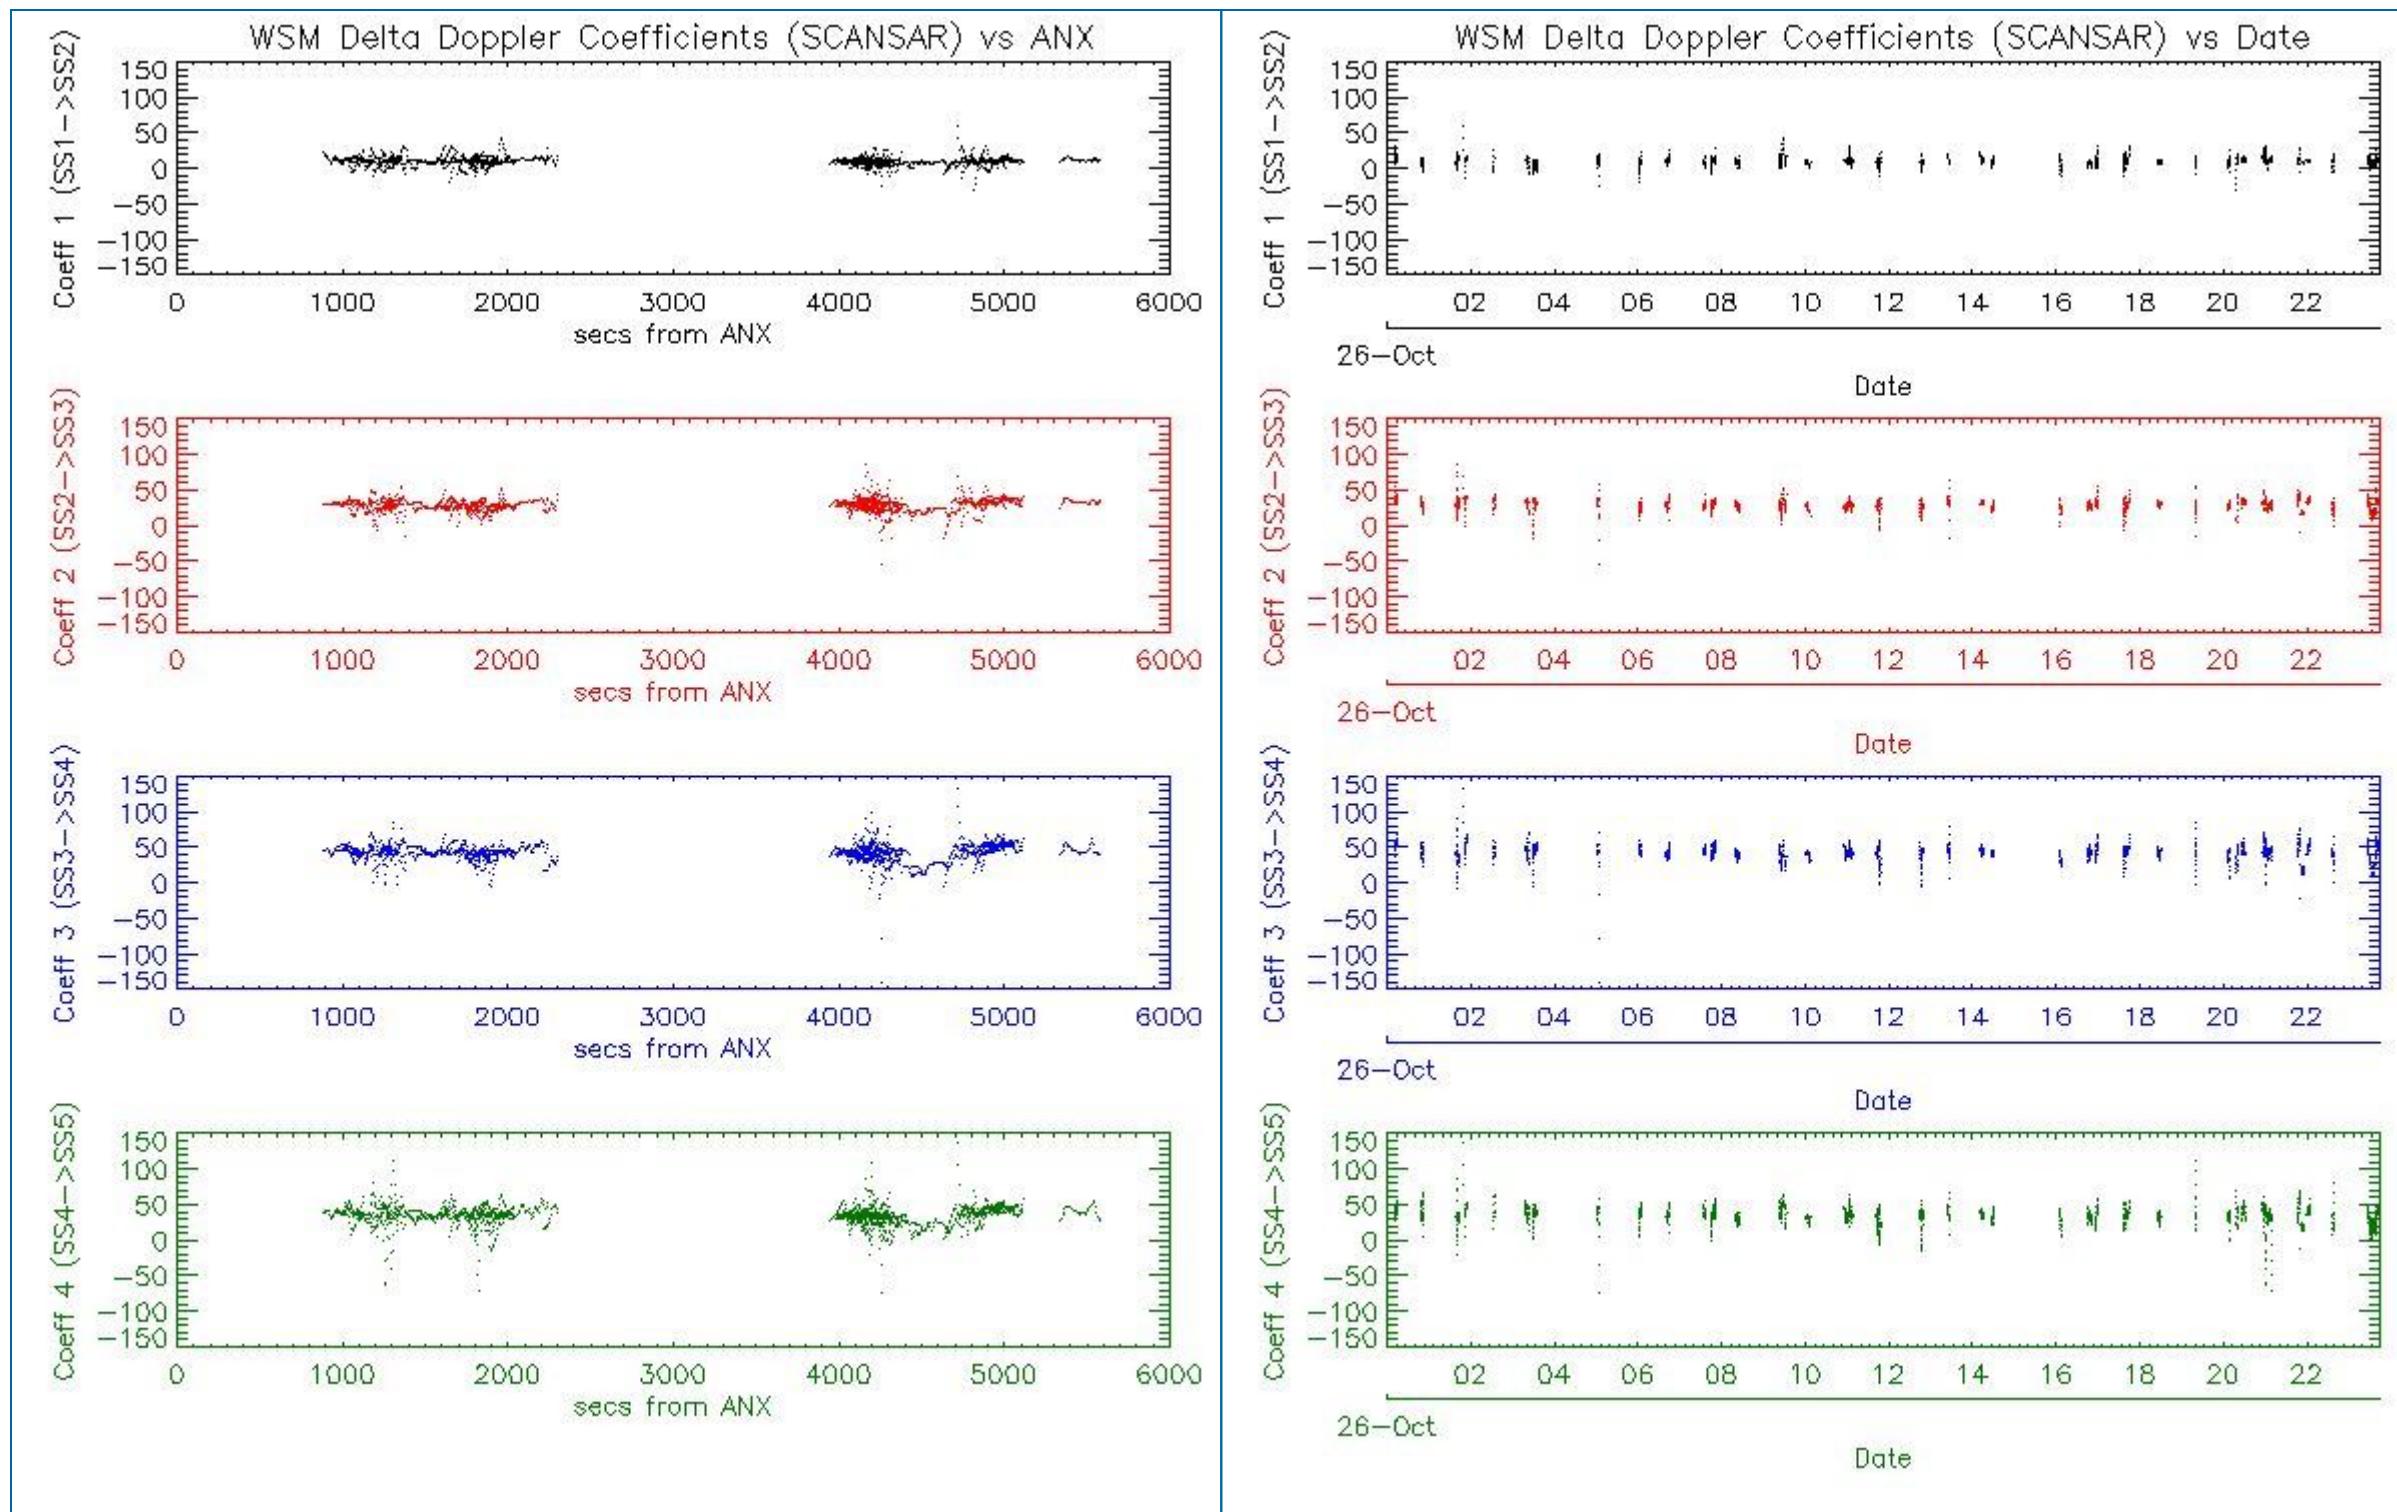 WSM Delta Doppler Coefficients (SCANSAR) vs ANX
Coeff 1 (SS1->SS2)
150
100
50
0
-50
-100
-150
0 1000 2000 3000 4000 5000 6000
secs from ANX
Coeff 2 (SS2->SS3)
150
100
50
0
-50
-100
-150
0 1000 2000 3000 4000 5000 6000
secs from ANX
Coeff 3 (SS3->SS4)
150
100
50
0
-50
-100
-150
0 1000 2000 3000 4000 5000 6000
secs from ANX
Coeff 4 (SS4->SS5)
150
100
50
0
-50
-100
-150
0 1000 2000 3000 4000 5000 6000
secs from ANX
WSM Delta Doppler Coefficients (SCANSAR) vs Date
Coeff 1 (SS1->SS2)
150
100
50
0
-50
-100
-150
02 04 06 08 10 12 14 16 18 20 22
26-Oct
Date
Coeff 2 (SS2->SS3)
150
100
50
0
-50
-100
-150
02 04 06 08 10 12 14 16 18 20 22
26-Oct
Date
Coeff 3 (SS3->SS4)
150
100
50
0
-50
-100
-150
02 04 06 08 10 12 14 16 18 20 22
26-Oct
Date
Coeff 4 (SS4->SS5)
150
100
50
0
-50
-100
-150
02 04 06 08 10 12 14 16 18 20 22
26-Oct
Date